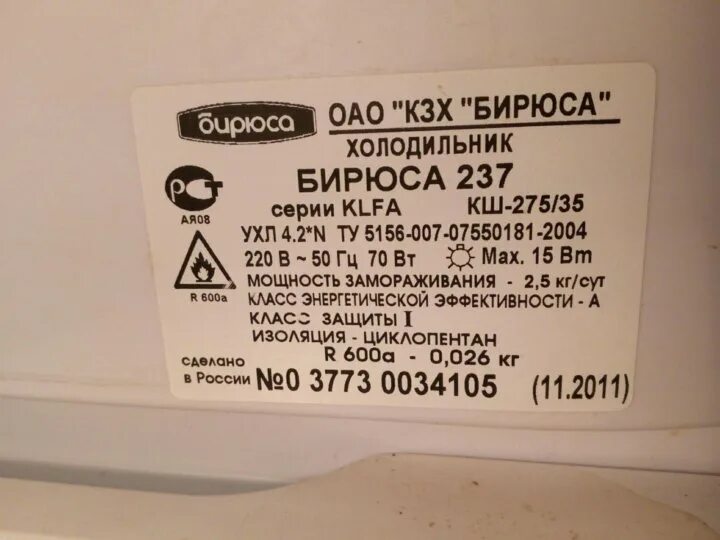 бирюса
ОАО "КЗХ "БИРЮСА"
ХОЛОДИЛЬНИК
БИРЮСА 237
серии KLFA КШ-275/35
РСТ
АЯ08
УХЛ 4.2*N ТУ 5156-007-07550181-2004
220 В ~ 50 Гц 70 Вт Max. 15 Вт
R 600a
МОЩНОСТЬ ЗАМОРАЖИВАНИЯ - 2,5 кг/сут
КЛАСС ЭНЕРГЕТИЧЕСКОЙ ЭФФЕКТИВНОСТИ - А
КЛАСС ЗАЩИТЫ I
ИЗОЛЯЦИЯ - ЦИКЛОПЕНТАН
R 600a - 0,026 кг
сделано
в России №0 3773 0034105 (11.2011)